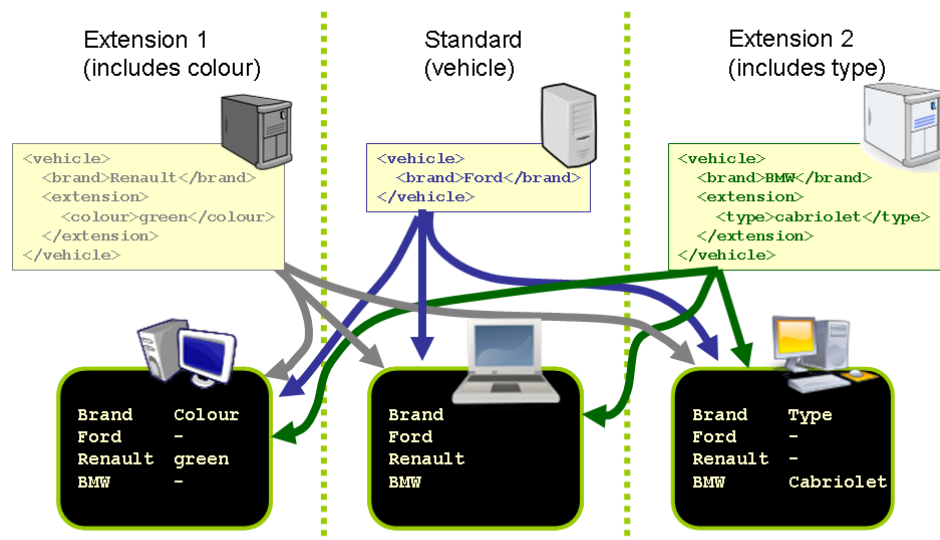 Extension 1
(includes colour)
Standard
(vehicle)
Extension 2
(includes type)
<vehicle>
<brand>Renault</brand>
<extension>
<colour>green</colour>
</extension>
</vehicle>
<vehicle>
<brand>Ford</brand>
</vehicle>
<vehicle>
<brand>BMW</brand>
<extension>
<type>cabriolet</type>
</extension>
</vehicle>
Brand Colour
Ford -
Renault green
BMW -
Brand
Ford
Renault
BMW
Brand Type
Ford -
Renault -
BMW Cabriolet